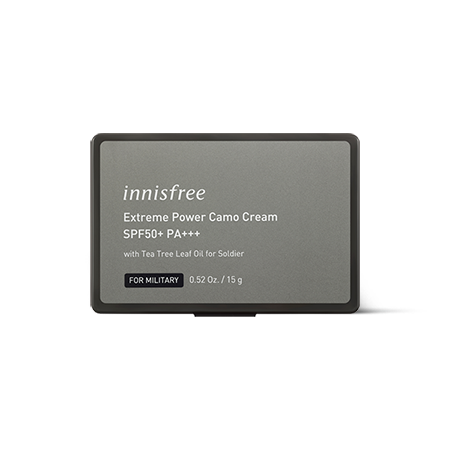 innisfree
Extreme Power Camo Cream
SPF50+ PA+++
with Tea Tree Leaf Oil for Soldier
FOR MILITARY 0.52 Oz. / 15 g